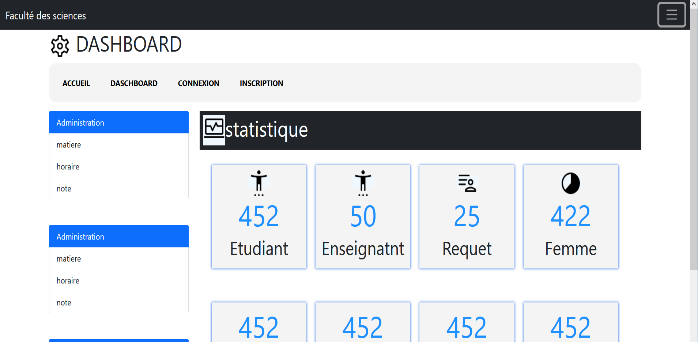 Faculté des sciences
DASHBOARD
ACCUEIL DASCHBOARD CONNEXION INSCRIPTION
Administration
matiere
horaire
note
Administration
matiere
horaire
note
statistique
452 50 25 422
Etudiant Enseignatnt Requet Femme
452 452 452 452